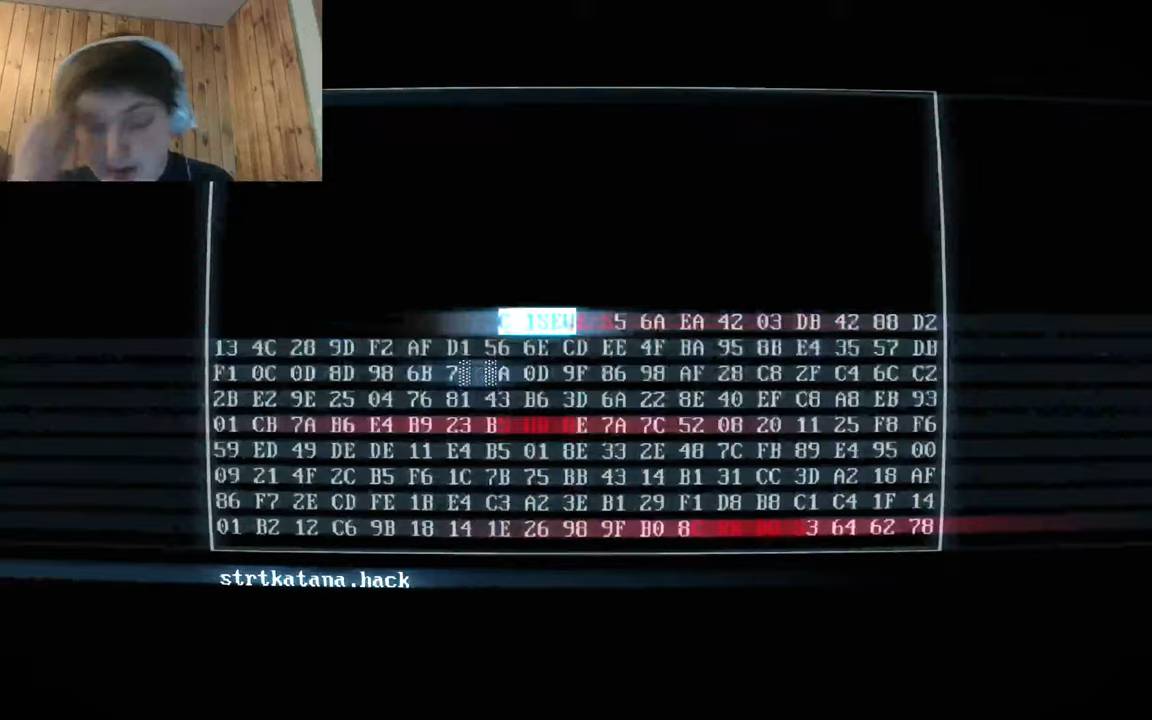 5 6A EA 42 03 DB 42 88 D2
13 4C 28 9D F2 AF D1 56 6E CD EE 4F BA 95 8B E4 35 57 DB
F1 0C 0D 8D 98 6B 7 A 0D 9F 86 98 AF 28 C8 2F C4 6C C2
2B E2 9E 25 04 76 81 43 B6 3D 6A 22 8E 40 EF C8 A8 EB 93
01 CB 7A B6 E4 B9 23 B E 7A 7C 52 08 20 11 25 F8 F6
59 ED 49 DE DE 11 E4 B5 01 8E 33 2E 48 7C FB 89 E4 95 00
09 21 4F 2C B5 F6 1C 7B 75 BB 43 14 B1 31 CC 3D A2 18 AF
86 F7 2E CD FE 1B E4 C3 A2 3E B1 29 F1 D8 B8 C1 C4 1F 14
01 B2 12 C6 9B 18 14 1E 26 98 9F B0 8 3 64 62 78
strtkatana.hack